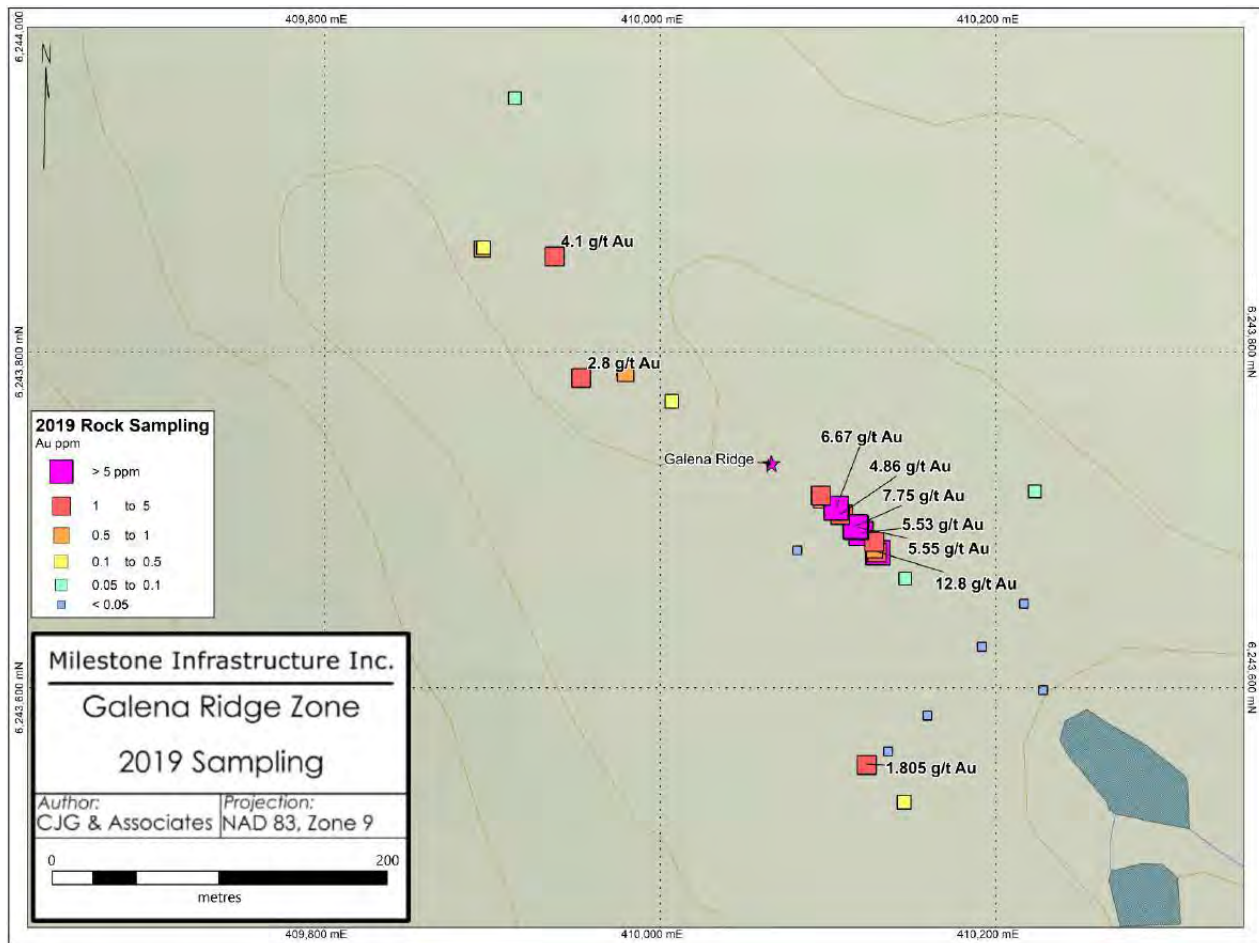 409,800 mE
410,000 mE
410,200 mE
6,244,000
N
4.1 g/t Au
6,243,800 mN
6,243,800 mN
2.8 g/t Au
2019 Rock Sampling
Au ppm
> 5 ppm
1 to 5
0.5 to 1
0.1 to 0.5
0.05 to 0.1
< 0.05
6.67 g/t Au
Galena Ridge
4.86 g/t Au
7.75 g/t Au
5.53 g/t Au
5.55 g/t Au
12.8 g/t Au
6,243,600 mN
6,243,600 mN
1.805 g/t Au
Milestone Infrastructure Inc.
Galena Ridge Zone
2019 Sampling
Author:
CJG & Associates
Projection:
NAD 83, Zone 9
0
200
metres
409,800 mE
410,000 mE
410,200 mE